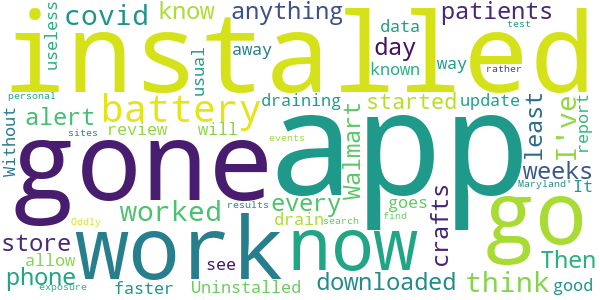 covid know anything patients
useless installed data
usual away day known way test rather
personal battery draining started update
Without alert review will Walmart least I've report
sites events
gone app go
worked every goes crafts weeks It
Maryland'
Oddly results drain search find
store work now Then
allow see
phone faster Uninstalled downloaded think good
exposure